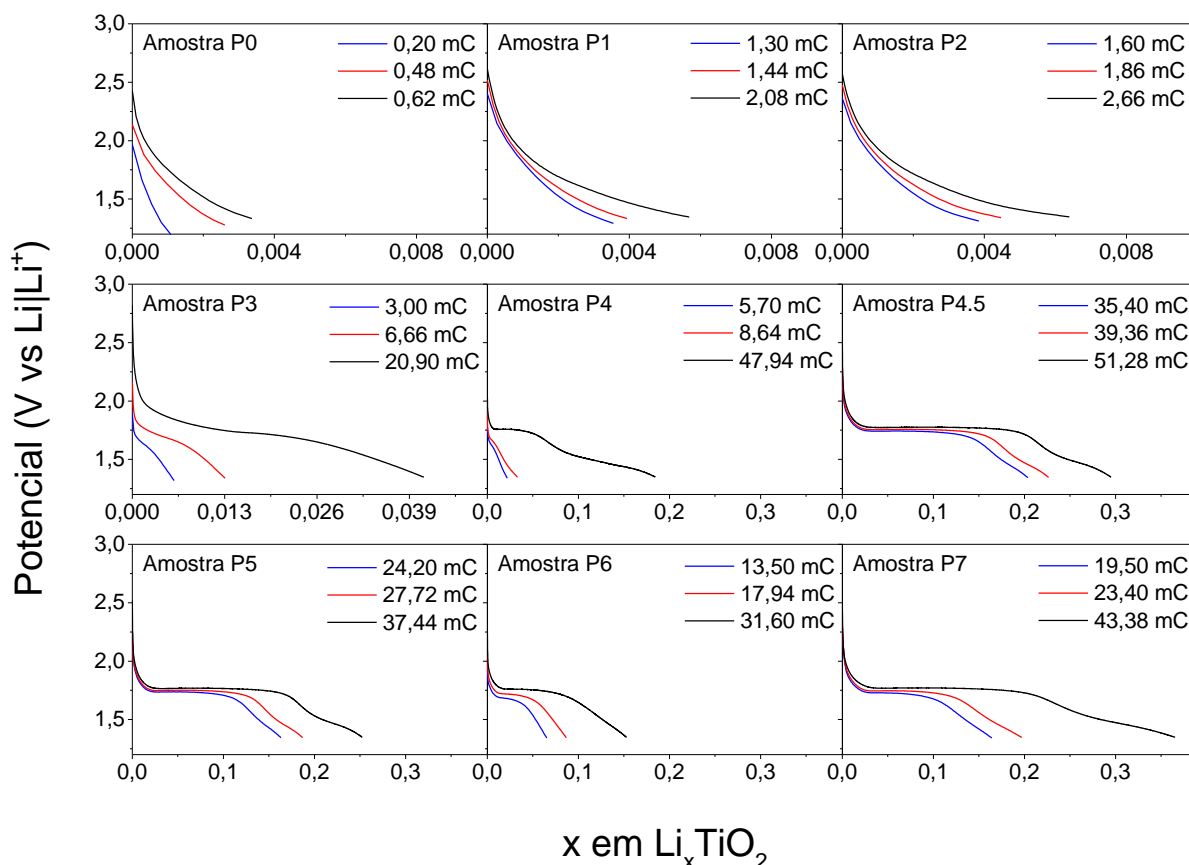 Potencial (V vs Li|Li⁺)
3,0
2,5
2,0
1,5
Amostra P0
0,20 mC
0,48 mC
0,62 mC
0,000
0,004
0,008
Amostra P1
1,30 mC
1,44 mC
2,08 mC
0,000
0,004
0,008
Amostra P2
1,60 mC
1,86 mC
2,66 mC
0,000
0,004
0,008
3,0
2,5
2,0
1,5
Amostra P3
3,00 mC
6,66 mC
20,90 mC
0,000
0,013
0,026
0,039
Amostra P4
5,70 mC
8,64 mC
47,94 mC
0,0
0,1
0,2
0,3
Amostra P4.5
35,40 mC
39,36 mC
51,28 mC
0,0
0,1
0,2
0,3
3,0
2,5
2,0
1,5
Amostra P5
24,20 mC
27,72 mC
37,44 mC
0,0
0,1
0,2
0,3
Amostra P6
13,50 mC
17,94 mC
31,60 mC
0,0
0,1
0,2
0,3
Amostra P7
19,50 mC
23,40 mC
43,38 mC
0,0
0,1
0,2
0,3
x em LiₓTiO₂